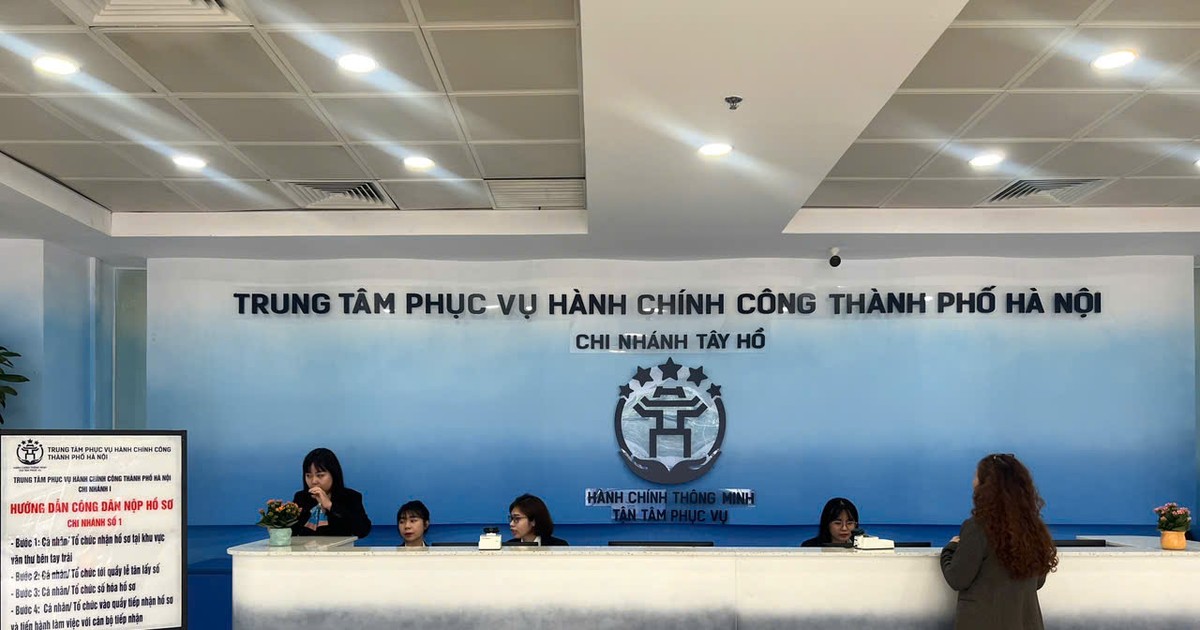 TRUNG TÂM PHỤC VỤ HÀNH CHÍNH CÔNG THÀNH PHỐ HÀ NỘI
CHI NHÁNH TÂY HỒ
HÀNH CHÍNH THÔNG MINH
TẬN TÂM PHỤC VỤ
TRUNG TÂM PHỤC VỤ HÀNH CHÍNH CÔNG
THÀNH PHỐ HÀ NỘI
TRUNG TÂM PHỤC VỤ HÀNH CHÍNH CÔNG THÀNH PHỐ HÀ NỘI
CHI NHÁNH I
HƯỚNG DẪN CÔNG DÂN NỘP HỒ SƠ
CHI NHÁNH SỐ 1
- Bước 1: Cá nhân/ Tổ chức nhận hồ sơ tại khu vực
văn thư bên tay trái
- Bước 2: Cá nhân/ Tổ chức tới quầy lễ tân lấy số
- Bước 3: Cá nhân/ Tổ chức số hóa hồ sơ
- Bước 4: Cá nhân/ Tổ chức vào quầy tiếp nhận hồ sơ
và tiến hành làm việc với cán bộ tiếp nhận